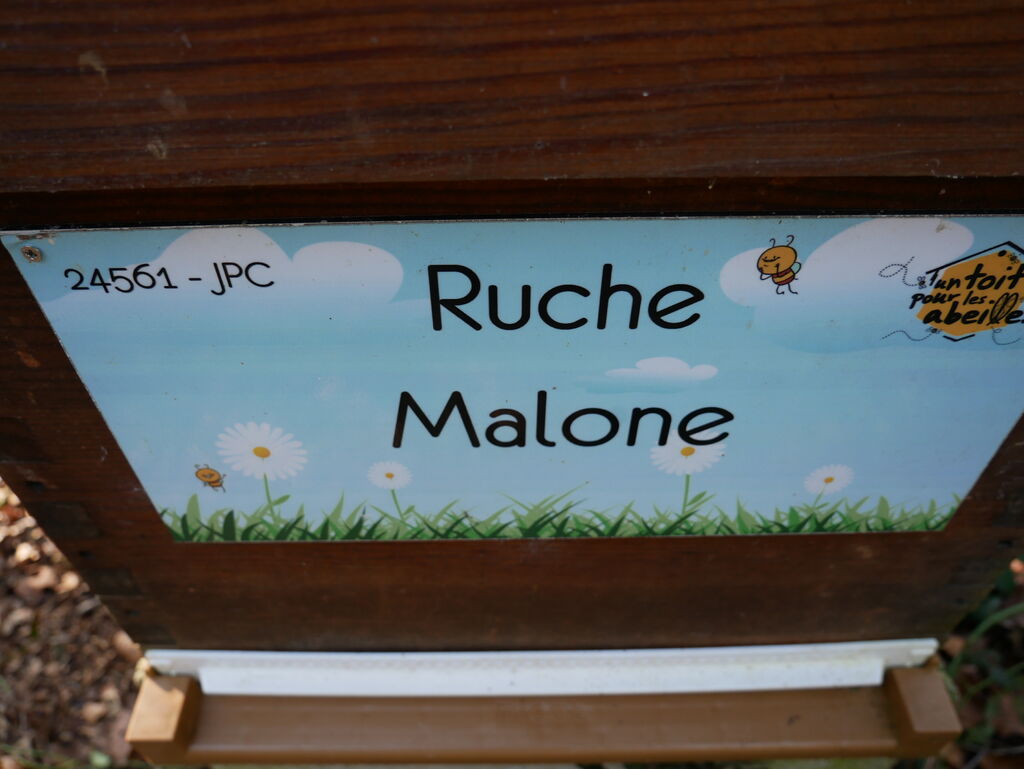 24561 - JPC
Ruche
Malone
Un toit
pour les
abeilles